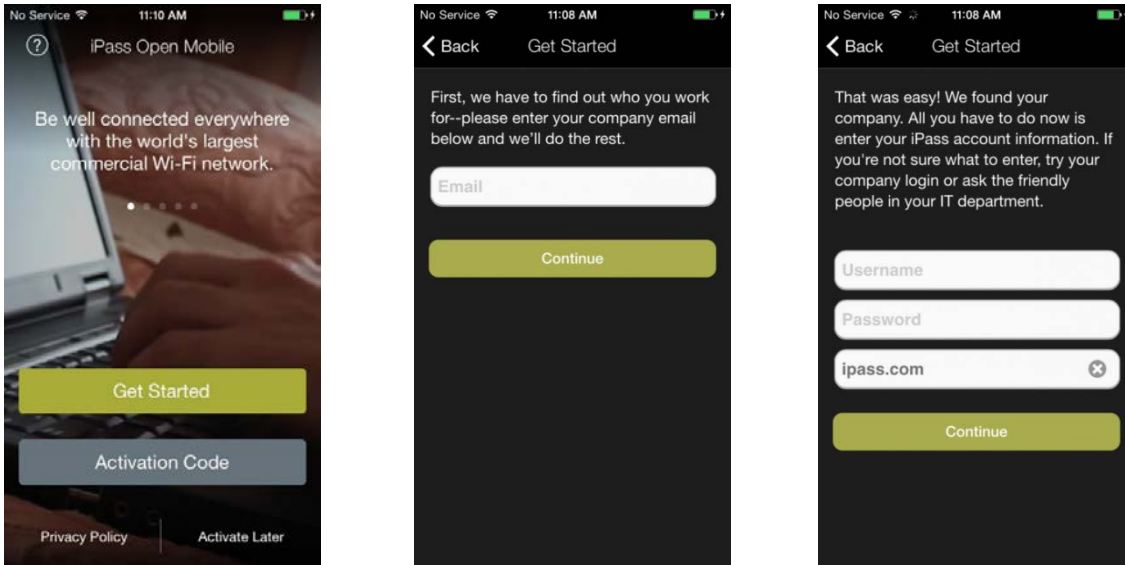 No Service 11:10 AM
iPass Open Mobile
Be well connected everywhere
with the world's largest
commercial Wi-Fi network.
Get Started
Activation Code
Privacy Policy
Activate Later
No Service 11:08 AM
Back Get Started
First, we have to find out who you work
for--please enter your company email
below and we'll do the rest.
Email
Continue
No Service 11:08 AM
Back Get Started
That was easy! We found your
company. All you have to do now is
enter your iPass account information. If
you're not sure what to enter, try your
company login or ask the friendly
people in your IT department.
Username
Password
ipass.com
Continue